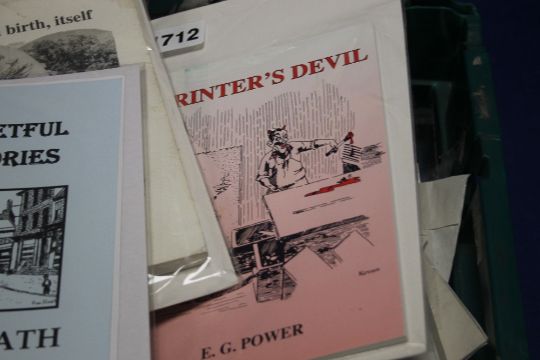 birth, itself
712
RINTER'S DEVIL
ETFUL
ORIES
ATH
E. G. POWER